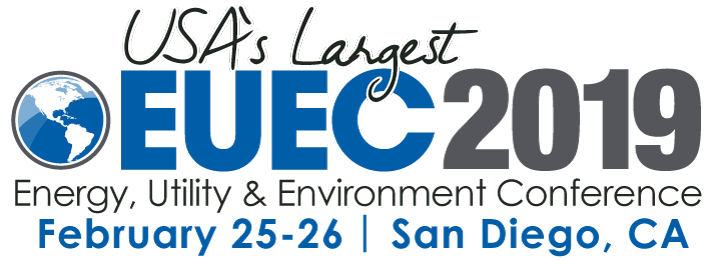 USA's Largest
EUEC2019
Energy, Utility & Environment Conference
February 25-26 | San Diego, CA